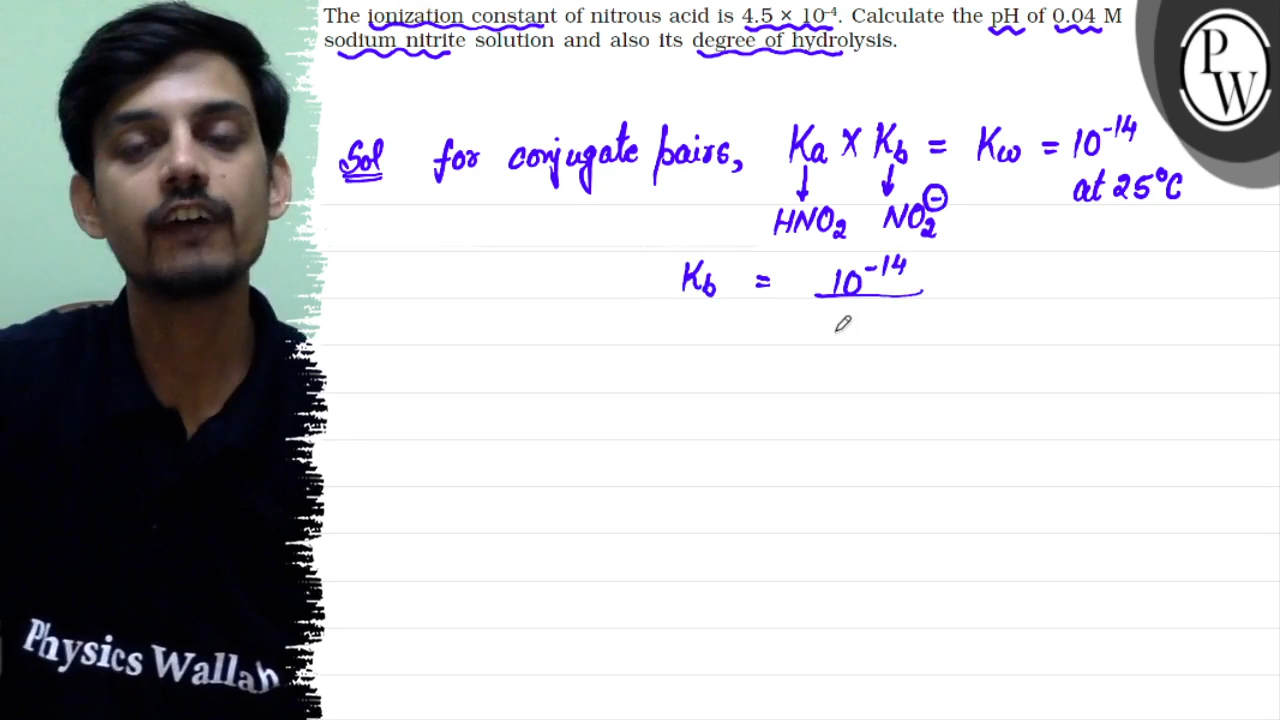 The ionization constant of nitrous acid is 4.5 × 10⁻⁴. Calculate the pH of 0.04 M
sodium nitrite solution and also its degree of hydrolysis.
PW
Sol for conjugate pairs, Ka × Kb = Kw = 10⁻¹⁴
at 25°C
HNO₂ NO₂⊖
Kb = 10⁻¹⁴
Physics Wallah